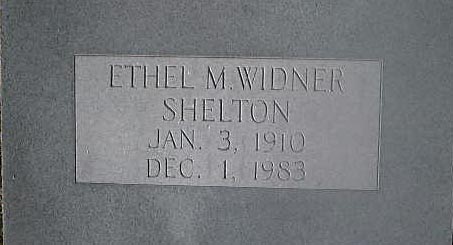 ETHEL M. WIDNER
SHELTON
JAN. 3, 1910
DEC. 1, 1983